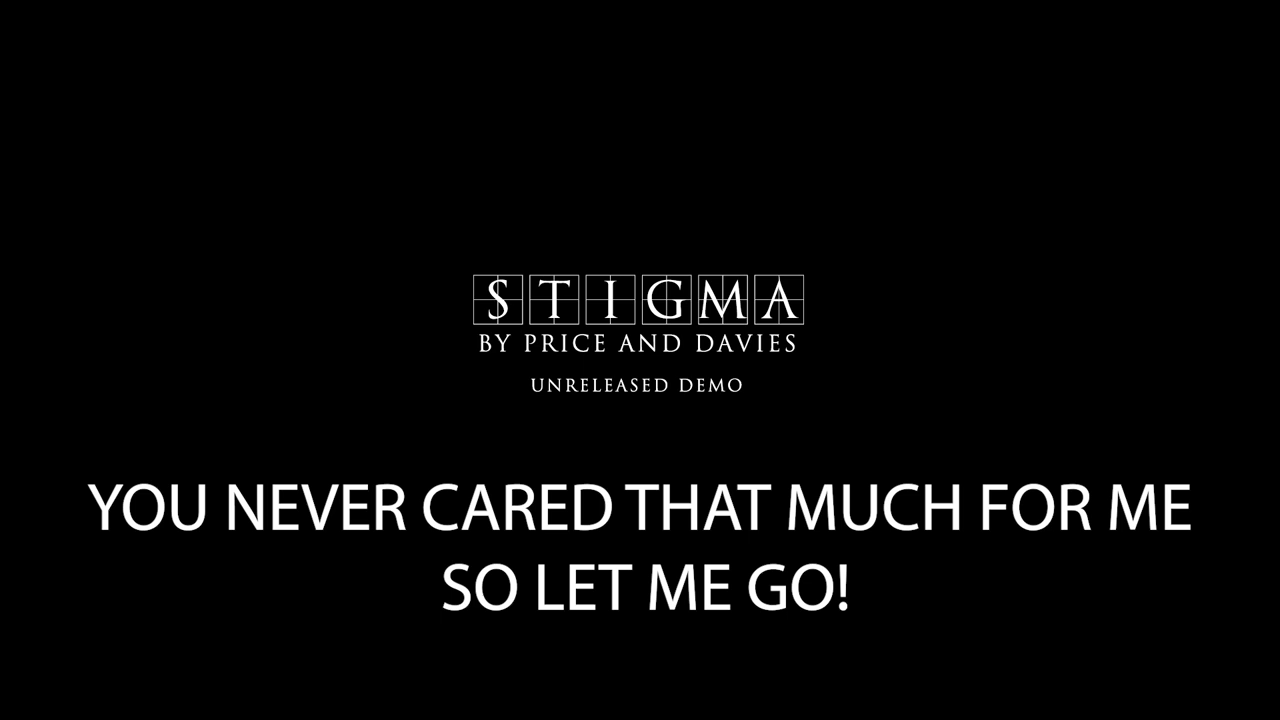 STIGMA
BY PRICE AND DAVIES
UNRELEASED DEMO
YOU NEVER CARED THAT MUCH FOR ME
SO LET ME GO!